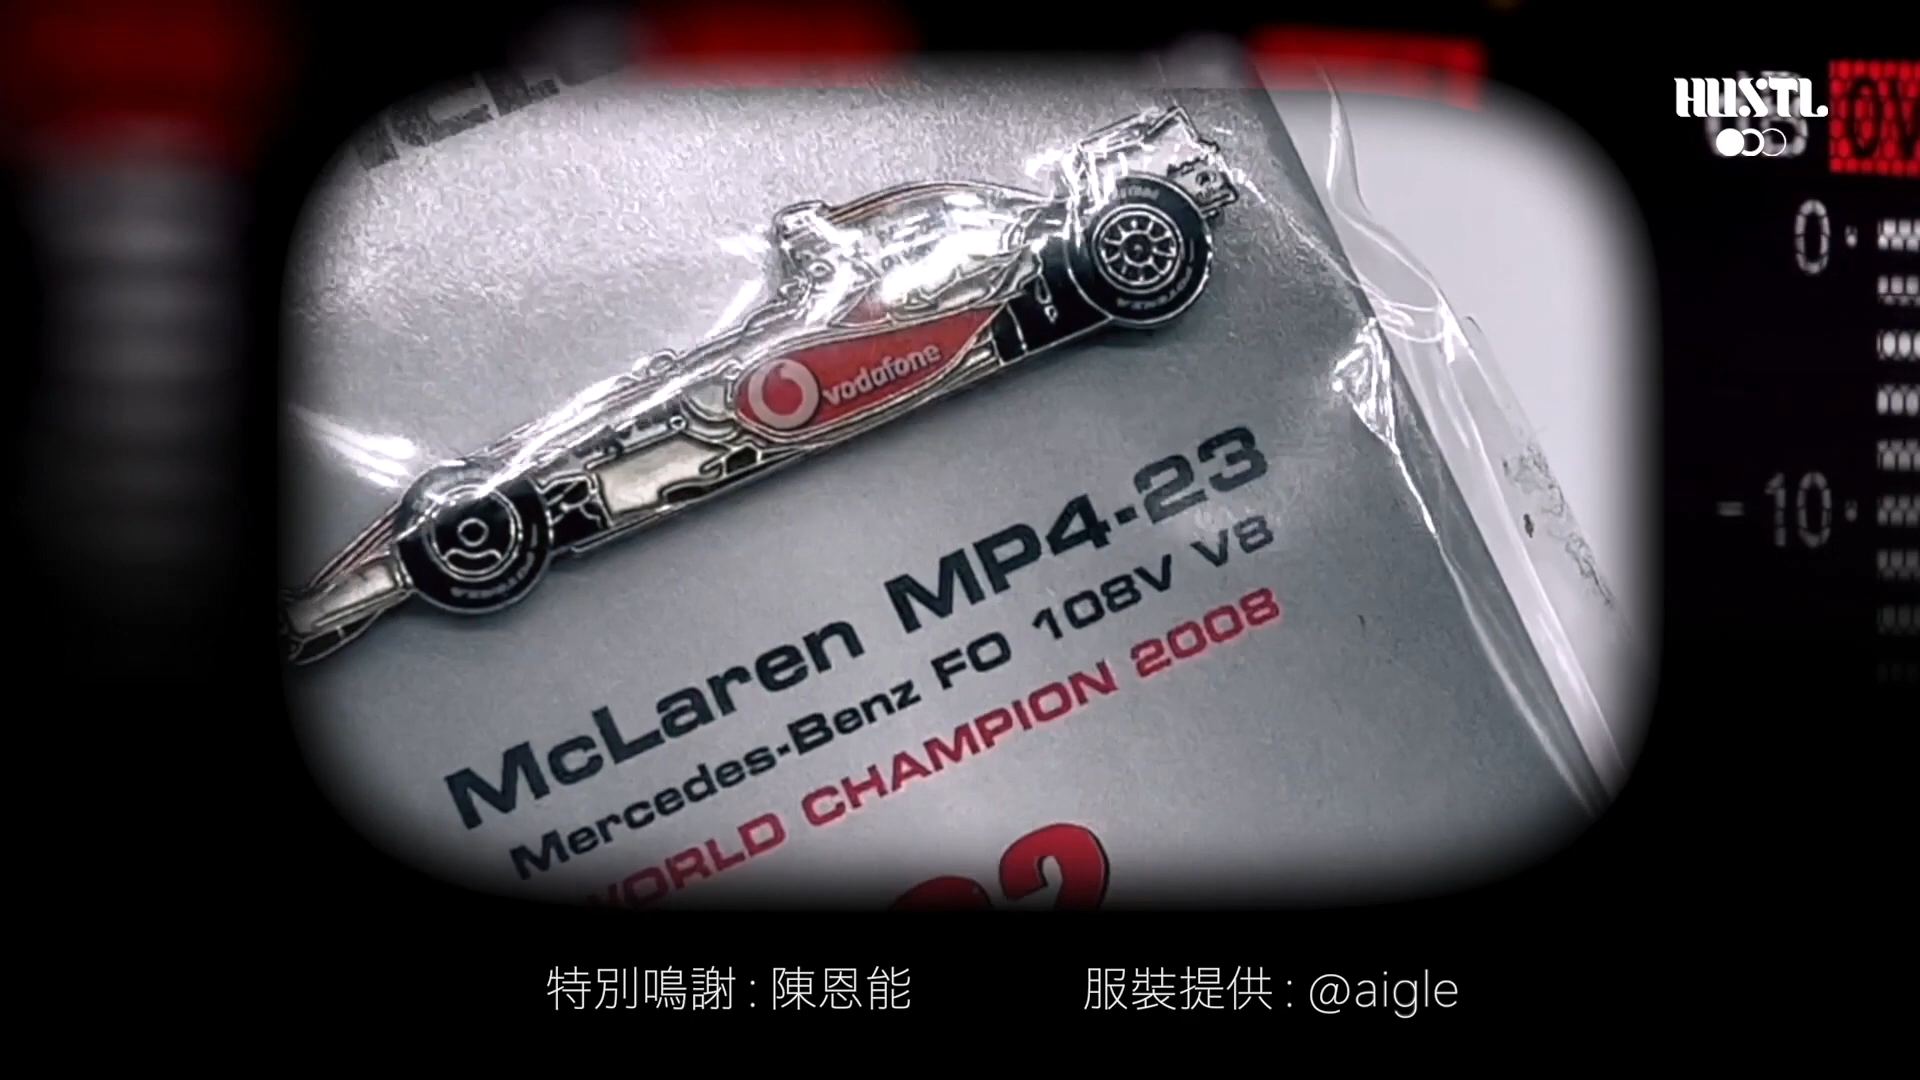 HUSTL
OV
0
-10
vodafone
McLaren MP4-23
Mercedes-Benz FO 108V V8
WORLD CHAMPION 2008
特別鳴謝 : 陳恩能
服裝提供 : @aigle